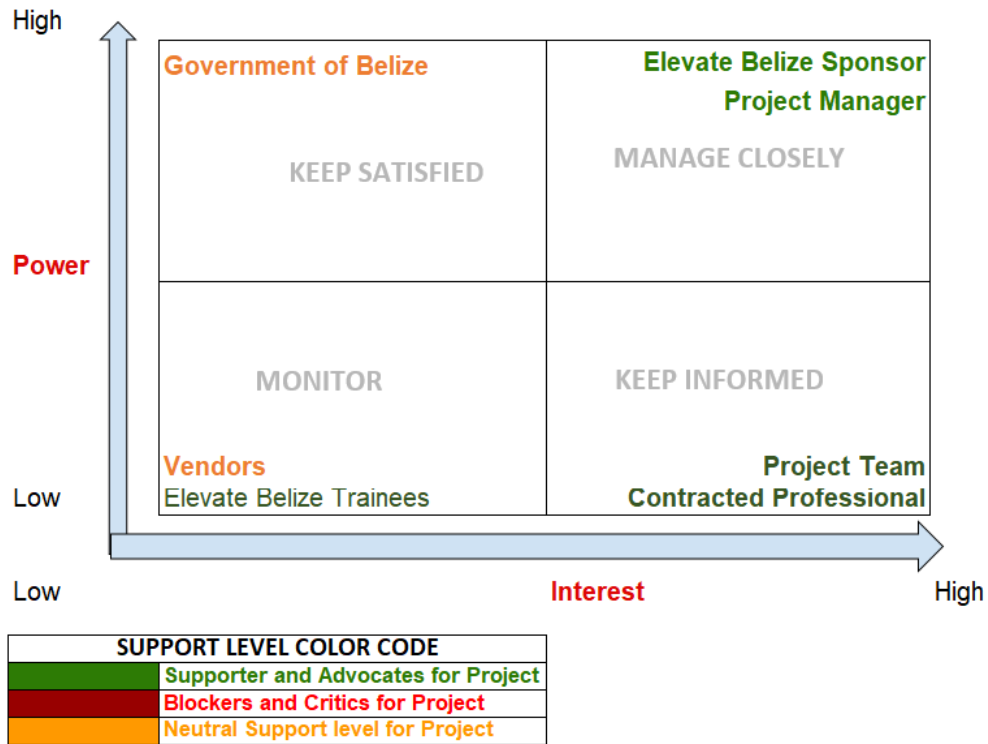 High
Government of Belize
Elevate Belize Sponsor
Project Manager
KEEP SATISFIED
MANAGE CLOSELY
Power
MONITOR
KEEP INFORMED
Vendors
Project Team
Low
Elevate Belize Trainees
Contracted Professional
Low
Interest
High
SUPPORT LEVEL COLOR CODE
Supporter and Advocates for Project
Blockers and Critics for Project
Neutral Support level for Project